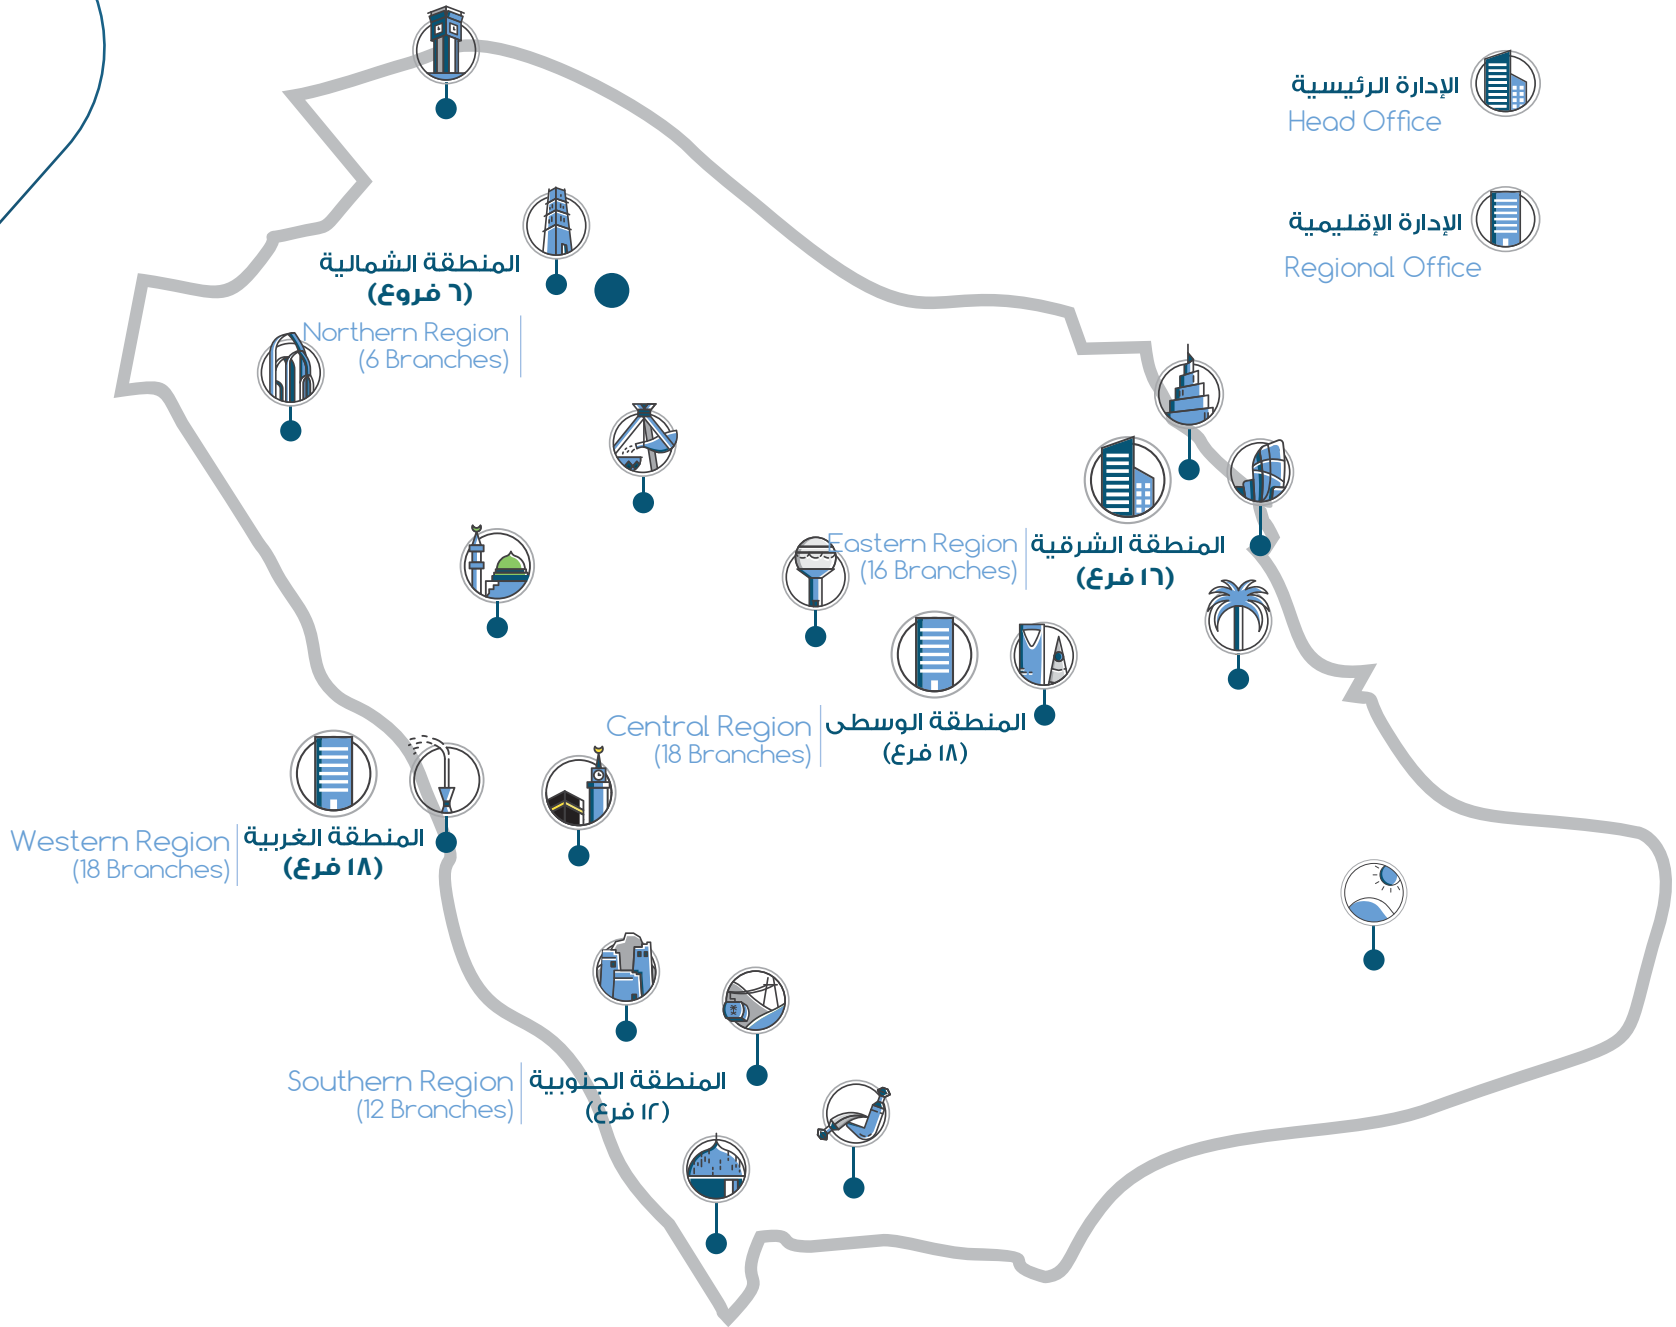 الإدارة الرئيسية
Head Office
الإدارة الإقليمية
Regional Office
المنطقة الشمالية
(٦ فروع)
Northern Region
(6 Branches)
المنطقة الشرقية
(١٦ فرع)
Eastern Region
(16 Branches)
المنطقة الوسطى
(١٨ فرع)
Central Region
(18 Branches)
المنطقة الغربية
(١٨ فرع)
Western Region
(18 Branches)
المنطقة الجنوبية
(١٢ فرع)
Southern Region
(12 Branches)